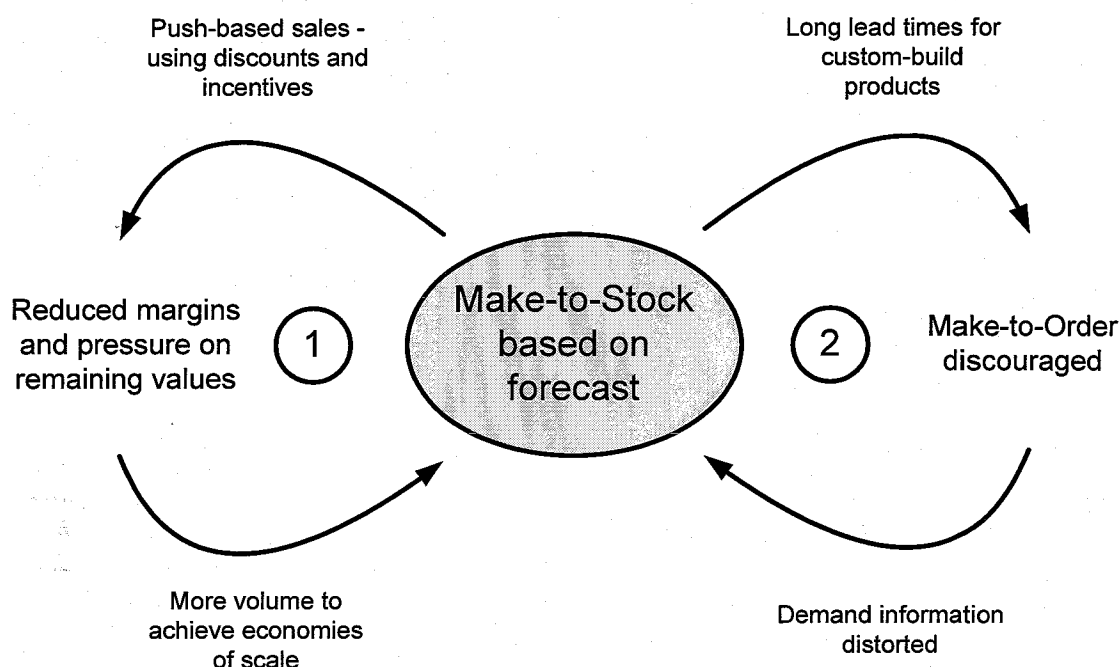 Push-based sales -
using discounts and
incentives
Long lead times for
custom-build
products
Reduced margins
and pressure on
remaining values
1
Make-to-Stock
based on
forecast
2
Make-to-Order
discouraged
More volume to
achieve economies
of scale
Demand information
distorted